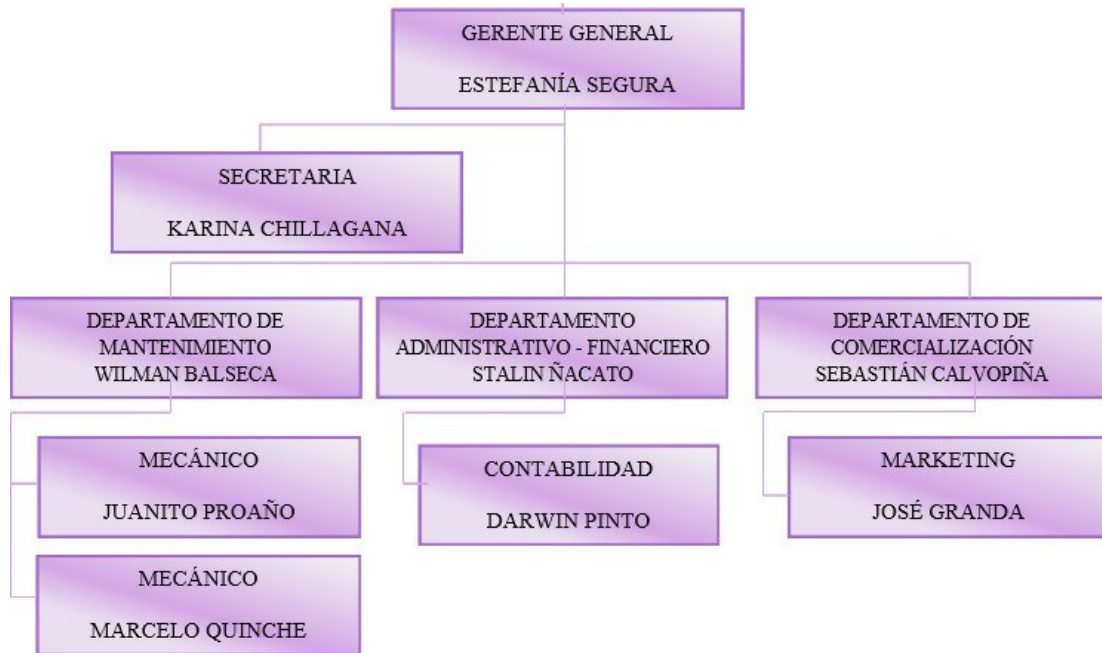 GERENTE GENERAL
ESTEFANÍA SEGURA
SECRETARIA
KARINA CHILLAGANA
DEPARTAMENTO DE
MANTENIMIENTO
WILMAN BALSECA
DEPARTAMENTO
ADMINISTRATIVO - FINANCIERO
STALIN ÑACATO
DEPARTAMENTO DE
COMERCIALIZACIÓN
SEBASTIÁN CALVOPIÑA
MECÁNICO
JUANITO PROAÑO
CONTABILIDAD
DARWIN PINTO
MARKETING
JOSÉ GRANDA
MECÁNICO
MARCELO QUINCHE